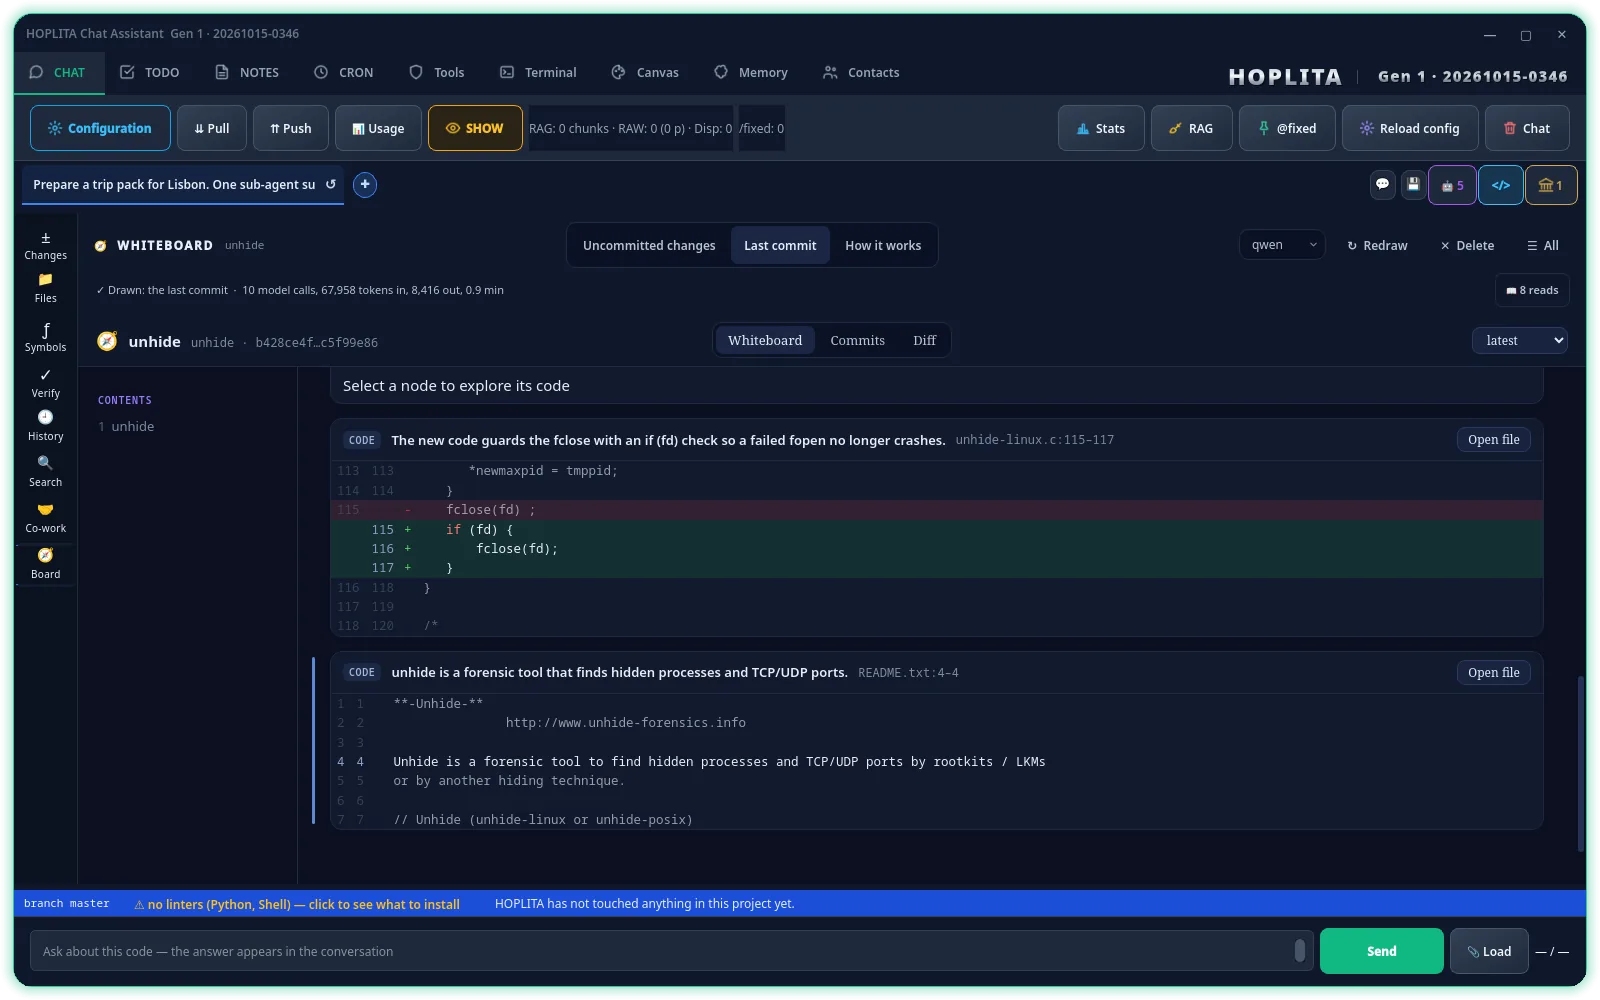 HOPLITA Chat Assistant Gen 1 · 20261015-0346
CHAT TODO NOTES CRON Tools Terminal Canvas Memory Contacts
HOPLITA Gen 1 · 20261015-0346
Configuration ⇊ Pull ⇈ Push Usage SHOW RAG: 0 chunks · RAW: 0 (0 p) · Disp: 0 /fixed: 0 Stats RAG @fixed Reload config Chat
Prepare a trip pack for Lisbon. One sub-agent su ↺ + 5 </> 1
± Changes
Files
ƒ Symbols
✓ Verify
History
Search
Co-work
Board
WHITEBOARD unhide
Uncommitted changes Last commit How it works
qwen ↻ Redraw ✕ Delete ☰ All
✓ Drawn: the last commit · 10 model calls, 67,958 tokens in, 8,416 out, 0.9 min
8 reads
unhide unhide · b428ce4f…c5f99e86
Whiteboard Commits Diff
latest
CONTENTS
1 unhide
Select a node to explore its code
CODE The new code guards the fclose with an if (fd) check so a failed fopen no longer crashes. unhide-linux.c:115–117 Open file
113 113 *newmaxpid = tmppid;
114 114 }
115 - fclose(fd) ;
115 + if (fd) {
116 + fclose(fd);
117 + }
116 118 }
117 119
118 120 /*
CODE unhide is a forensic tool that finds hidden processes and TCP/UDP ports. README.txt:4–4 Open file
1 1 **-Unhide-**
2 2 http://www.unhide-forensics.info
3 3
4 4 Unhide is a forensic tool to find hidden processes and TCP/UDP ports by rootkits / LKMs
5 5 or by another hiding technique.
6 6
7 7 // Unhide (unhide-linux or unhide-posix)
branch master ⚠ no linters (Python, Shell) — click to see what to install HOPLITA has not touched anything in this project yet.
Ask about this code — the answer appears in the conversation
Send Load — / —